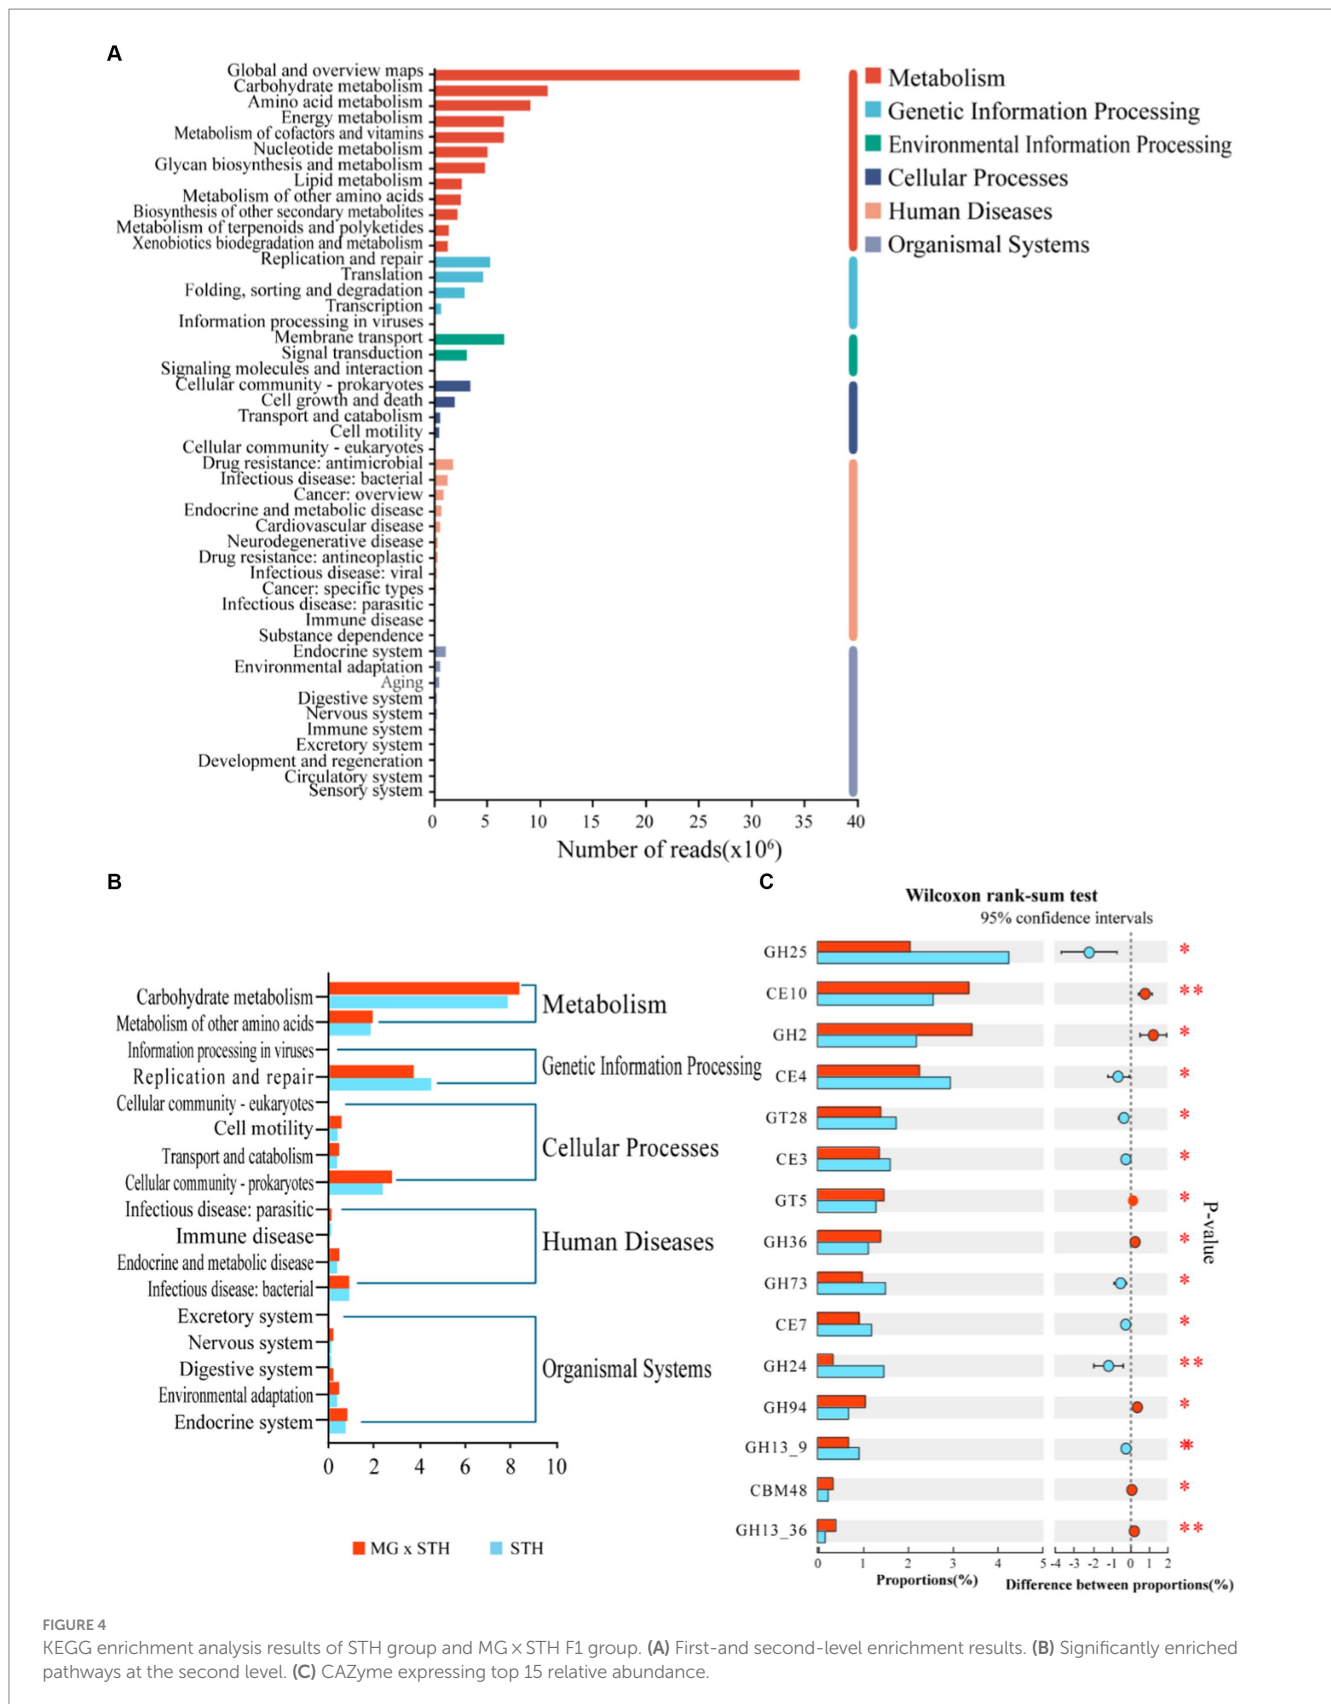 A
Global and overview maps
Carbohydrate metabolism
Amino acid metabolism
Energy metabolism
Metabolism of cofactors and vitamins
Nucleotide metabolism
Glycan biosynthesis and metabolism
Lipid metabolism
Metabolism of other amino acids
Biosynthesis of other secondary metabolites
Metabolism of terpenoids and polyketides
Xenobiotics biodegradation and metabolism
Replication and repair
Translation
Folding, sorting and degradation
Transcription
Information processing in viruses
Membrane transport
Signal transduction
Signaling molecules and interaction
Cellular community - prokaryotes
Cell growth and death
Transport and catabolism
Cell motility
Cellular community - eukaryotes
Drug resistance: antimicrobial
Infectious disease: bacterial
Cancer: overview
Endocrine and metabolic disease
Cardiovascular disease
Neurodegenerative disease
Drug resistance: antineoplastic
Infectious disease: viral
Cancer: specific types
Infectious disease: parasitic
Immune disease
Substance dependence
Endocrine system
Environmental adaptation
Aging
Digestive system
Nervous system
Immune system
Excretory system
Development and regeneration
Circulatory system
Sensory system
0 5 10 15 20 25 30 35 40
Number of reads(x10⁶)
Metabolism
Genetic Information Processing
Environmental Information Processing
Cellular Processes
Human Diseases
Organismal Systems
B
Carbohydrate metabolism
Metabolism of other amino acids
Information processing in viruses
Replication and repair
Cellular community - eukaryotes
Cell motility
Transport and catabolism
Cellular community - prokaryotes
Infectious disease: parasitic
Immune disease
Endocrine and metabolic disease
Infectious disease: bacterial
Excretory system
Nervous system
Digestive system
Environmental adaptation
Endocrine system
Metabolism
Genetic Information Processing
Cellular Processes
Human Diseases
Organismal Systems
0 2 4 6 8 10
MG x STH STH
C
Wilcoxon rank-sum test
95% confidence intervals
GH25 *
CE10 **
GH2 *
CE4 *
GT28 *
CE3 *
GT5 *
GH36 *
GH73 *
CE7 *
GH24 **
GH94 *
GH13_9 *
CBM48 *
GH13_36 **
P-value
0 1 2 3 4 5 -4 -3 -2 -1 0 1 2
Proportions(%) Difference between proportions(%)
FIGURE 4
KEGG enrichment analysis results of STH group and MG × STH F1 group. (A) First-and second-level enrichment results. (B) Significantly enriched
pathways at the second level. (C) CAZyme expressing top 15 relative abundance.